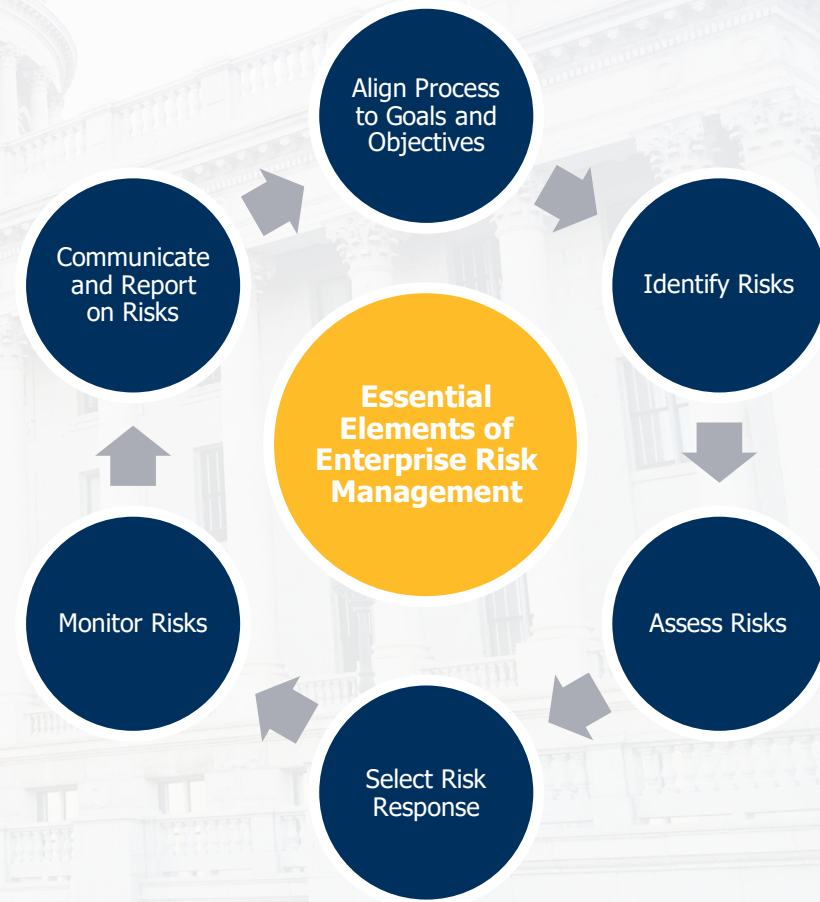 Align Process
to Goals and
Objectives
Communicate
and Report
on Risks
Identify Risks
Essential
Elements of
Enterprise Risk
Management
Monitor Risks
Assess Risks
Select Risk
Response